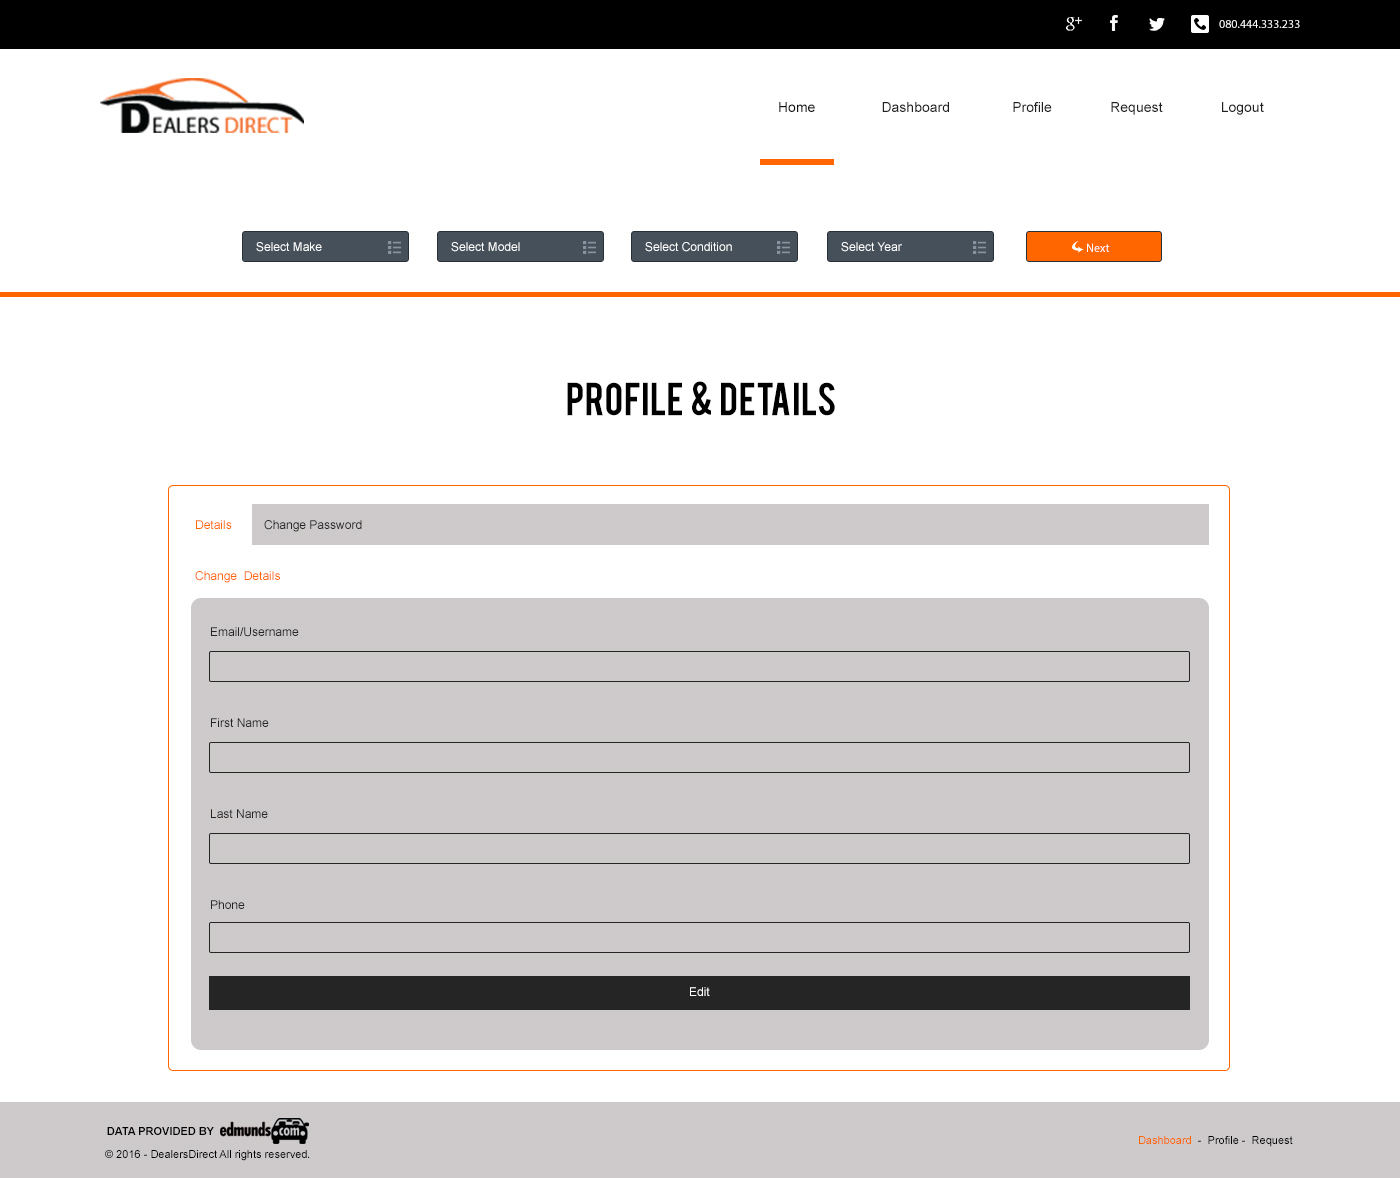 080.444.333.233
DEALERS DIRECT
Home Dashboard Profile Request Logout
Select Make Select Model Select Condition Select Year Next
PROFILE & DETAILS
Details Change Password
Change Details
Email/Username
First Name
Last Name
Phone
Edit
DATA PROVIDED BY edmunds.com
© 2016 - DealersDirect All rights reserved.
Dashboard - Profile - Request